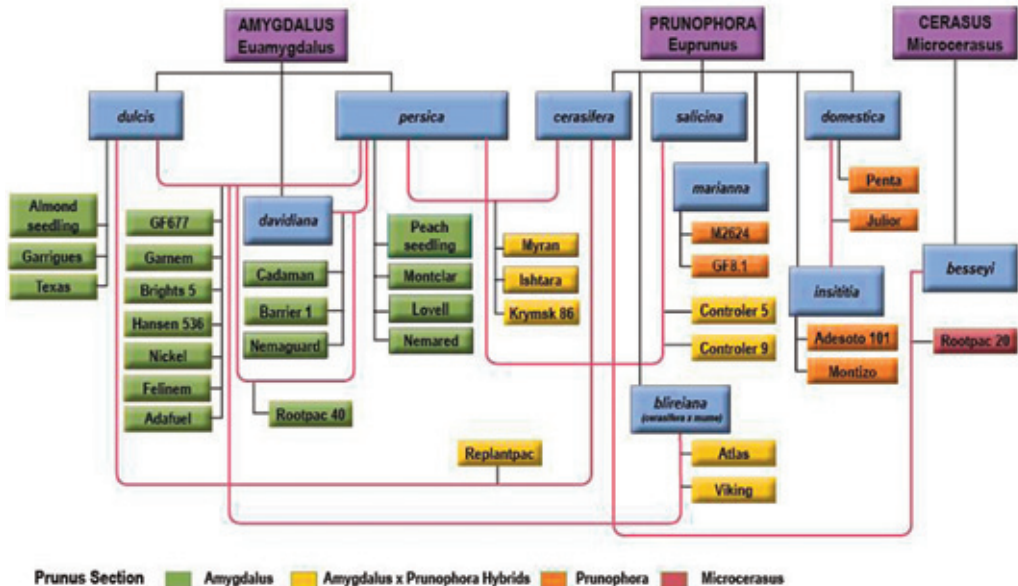 AMYGDALUS
Euamygdalus
PRUNOPHORA
Euprunus
CERASUS
Microcerasus
dulcis
persica
cerasifera
salicina
domestica
Almond
seedling
Garrigues
Texas
GF677
Garnem
Brights 5
Hansen 536
Nickel
Felinem
Adafuel
davidiana
Cadaman
Barrier 1
Nemaguard
Rootpac 40
Peach
seedling
Montclar
Lovell
Nemared
Myran
Ishtara
Krymsk 86
Replantpac
marianna
M2624
GF8.1
Controler 5
Controler 9
blireiana
(cerasifera x mume)
Atlas
Viking
Penta
Julior
insititia
Adesoto 101
Montizo
besseyi
Rootpac 20
Prunus Section Amygdalus Amygdalus x Prunophora Hybrids Prunophora Microcerasus